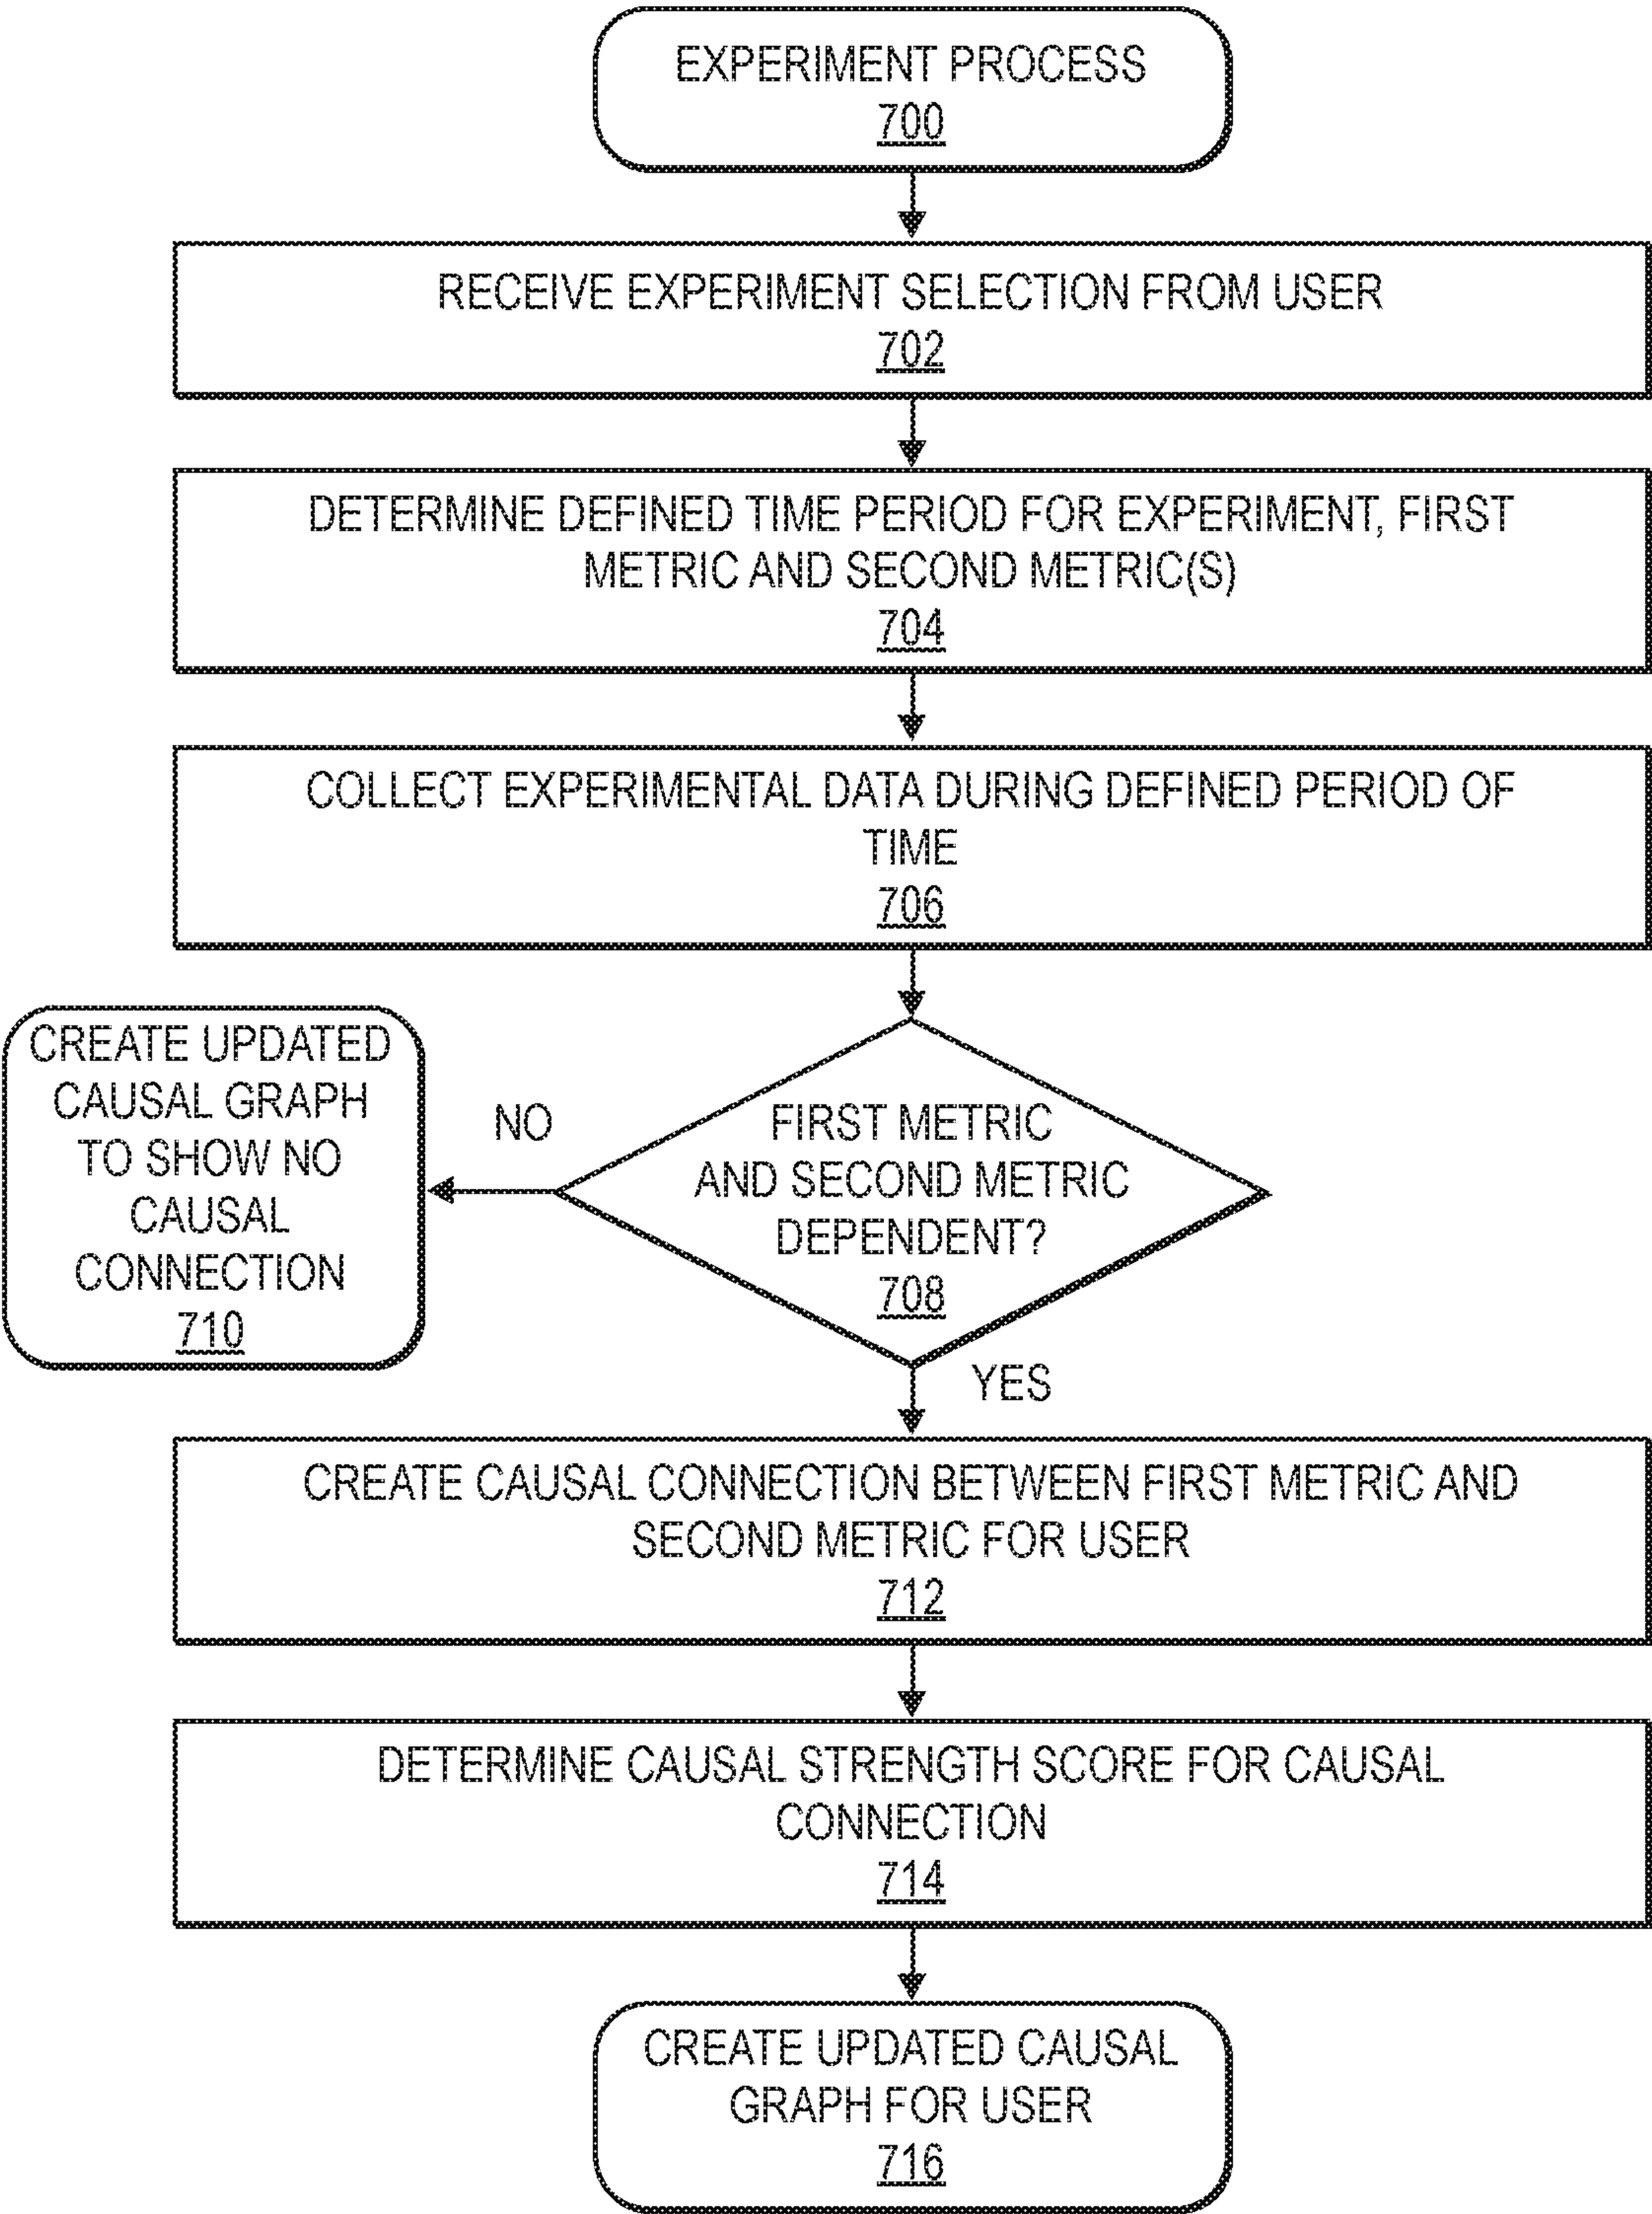 EXPERIMENT PROCESS
700
RECEIVE EXPERIMENT SELECTION FROM USER
702
DETERMINE DEFINED TIME PERIOD FOR EXPERIMENT, FIRST
METRIC AND SECOND METRIC(S)
704
COLLECT EXPERIMENTAL DATA DURING DEFINED PERIOD OF
TIME
706
CREATE UPDATED
CAUSAL GRAPH
TO SHOW NO
CAUSAL
CONNECTION
710
NO
FIRST METRIC
AND SECOND METRIC
DEPENDENT?
708
YES
CREATE CAUSAL CONNECTION BETWEEN FIRST METRIC AND
SECOND METRIC FOR USER
712
DETERMINE CAUSAL STRENGTH SCORE FOR CAUSAL
CONNECTION
714
CREATE UPDATED CAUSAL
GRAPH FOR USER
716